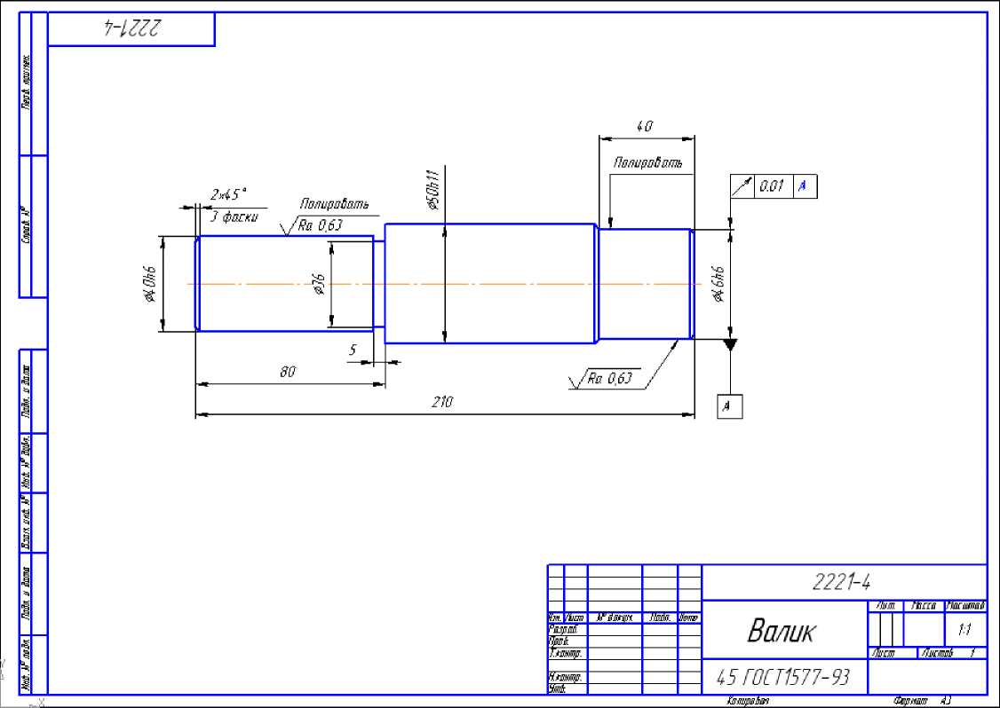 2221-4
Перв. примен.
Справ. №
Подп. и дата
Инв. № дубл.
Взам. инв. №
Подп. и дата
Инв. № подл.
40
Полировать
0.01 А
2×45°
3 фаски
Полировать
Ra 0,63
⌀50h11
⌀40h6
⌀36
⌀46h6
5
80
Ra 0,63
210
А
2221-4
Изм. Лист № докум. Подп. Дата
Разраб.
Пров.
Т.контр.
Н.контр.
Утв.
Валик
Лит. Масса Масштаб
1:1
Лист Листов 1
45 ГОСТ1577-93
Копировал Формат А3